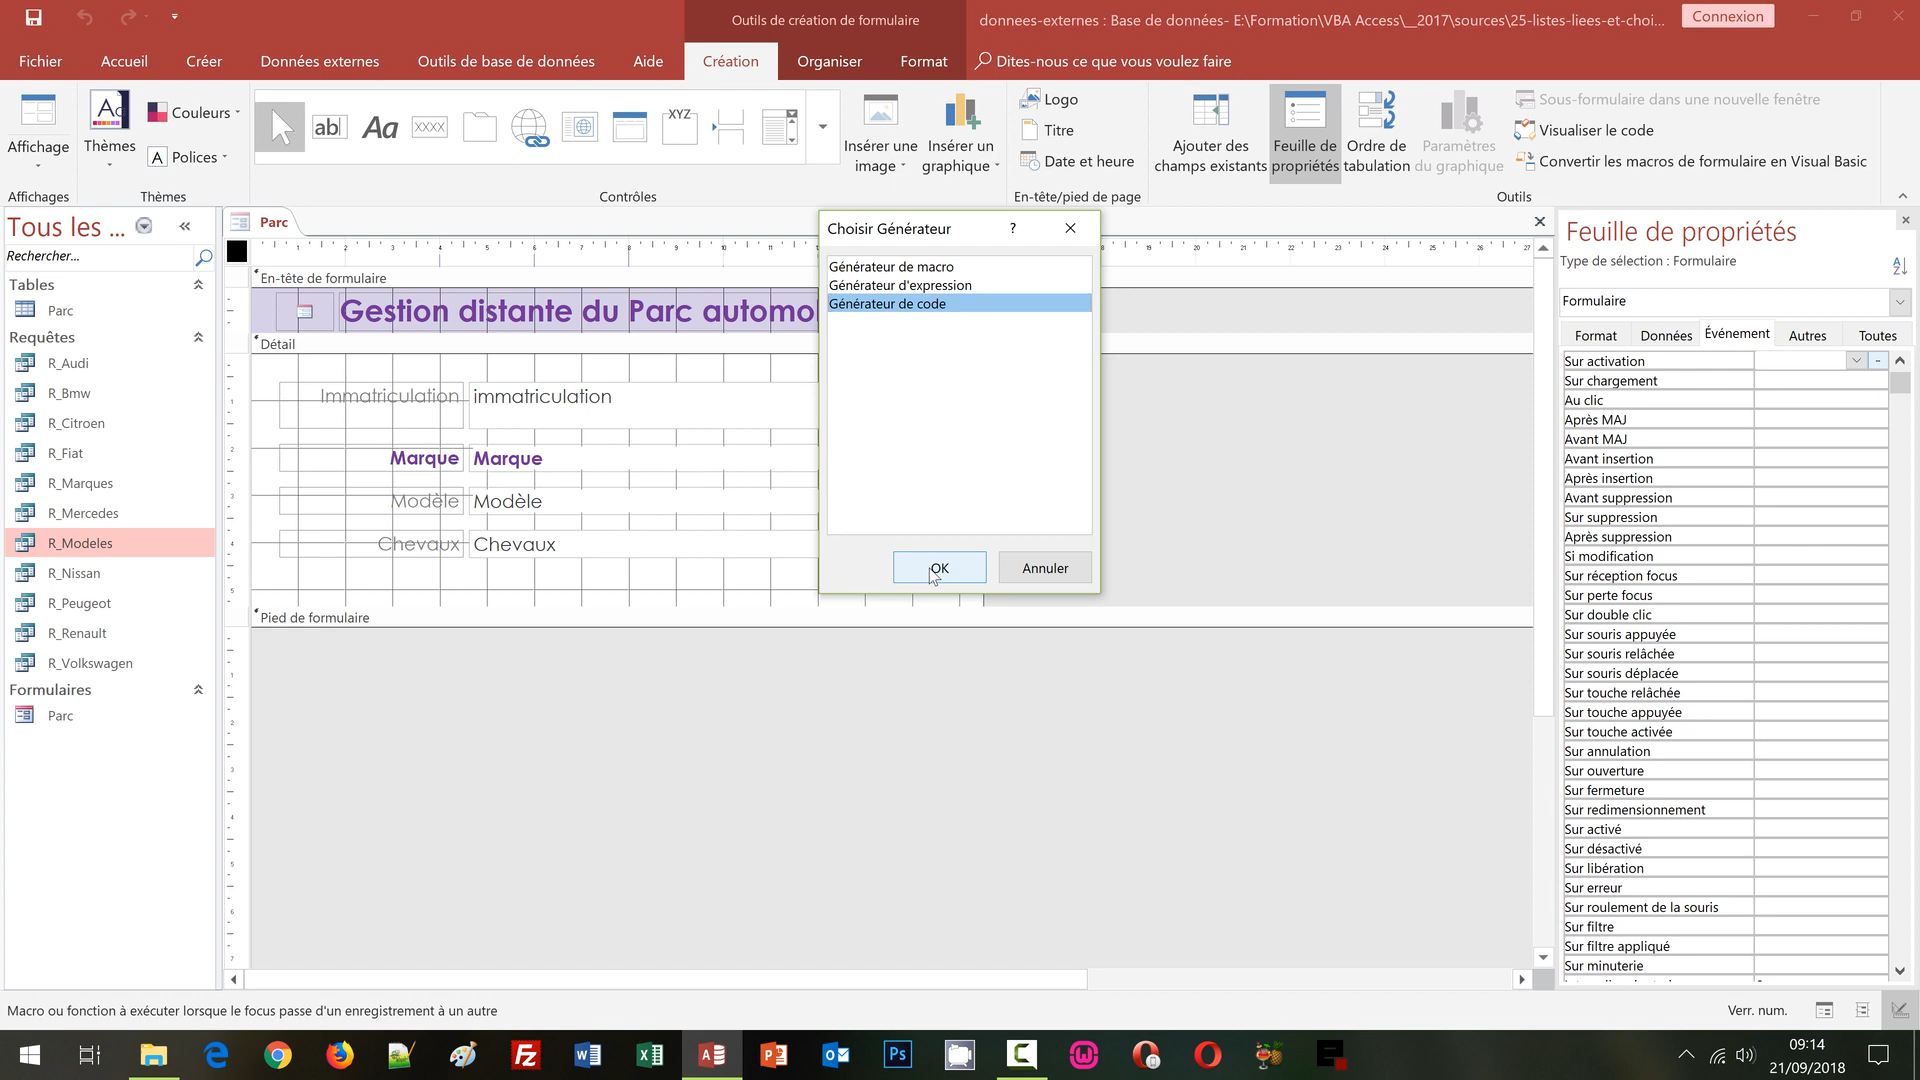 Outils de création de formulaire
donnees-externes : Base de données- E:\Formation\VBA Access\__2017\sources\25-listes-liees-et-choi...
Connexion
Fichier
Accueil
Créer
Données externes
Outils de base de données
Aide
Création
Organiser
Format
Dites-nous ce que vous voulez faire
Affichage
Thèmes
Couleurs
Polices
ab|
Aa
XXXX
XYZ
Insérer une image
Insérer un graphique
Logo
Titre
Date et heure
Ajouter des champs existants
Feuille de propriétés
Ordre de tabulation
Paramètres du graphique
Sous-formulaire dans une nouvelle fenêtre
Visualiser le code
Convertir les macros de formulaire en Visual Basic
Affichages
Thèmes
Contrôles
En-tête/pied de page
Outils
Tous les ...
Rechercher...
Tables
Parc
Requêtes
R_Audi
R_Bmw
R_Citroen
R_Fiat
R_Marques
R_Mercedes
R_Modeles
R_Nissan
R_Peugeot
R_Renault
R_Volkswagen
Formulaires
Parc
Parc
En-tête de formulaire
Gestion distante du Parc automo
Détail
Immatriculation
immatriculation
Marque
Marque
Modèle
Modèle
Chevaux
Chevaux
Pied de formulaire
Choisir Générateur
?
Générateur de macro
Générateur d'expression
Générateur de code
OK
Annuler
Feuille de propriétés
Type de sélection : Formulaire
Formulaire
Format
Données
Événement
Autres
Toutes
Sur activation
Sur chargement
Au clic
Après MAJ
Avant MAJ
Avant insertion
Après insertion
Avant suppression
Sur suppression
Après suppression
Si modification
Sur réception focus
Sur perte focus
Sur double clic
Sur souris appuyée
Sur souris relâchée
Sur souris déplacée
Sur touche relâchée
Sur touche appuyée
Sur touche activée
Sur annulation
Sur ouverture
Sur fermeture
Sur redimensionnement
Sur activé
Sur désactivé
Sur libération
Sur erreur
Sur roulement de la souris
Sur filtre
Sur filtre appliqué
Sur minuterie
Macro ou fonction à exécuter lorsque le focus passe d'un enregistrement à un autre
Verr. num.
09:14
21/09/2018